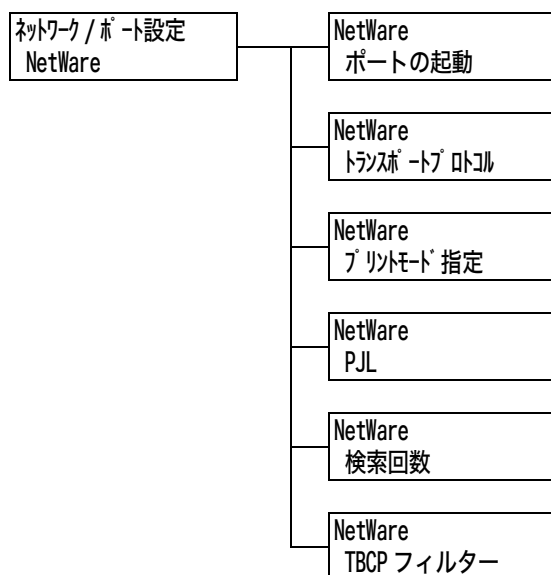 ﾈｯﾄﾜｰｸ / ﾎﾟｰﾄ設定
NetWare
NetWare
ポートの起動
NetWare
ﾄﾗﾝｽﾎﾟｰﾄﾌﾟﾛﾄｺﾙ
NetWare
ﾌﾟﾘﾝﾄﾓｰﾄﾞ指定
NetWare
PJL
NetWare
検索回数
NetWare
TBCP フィルター